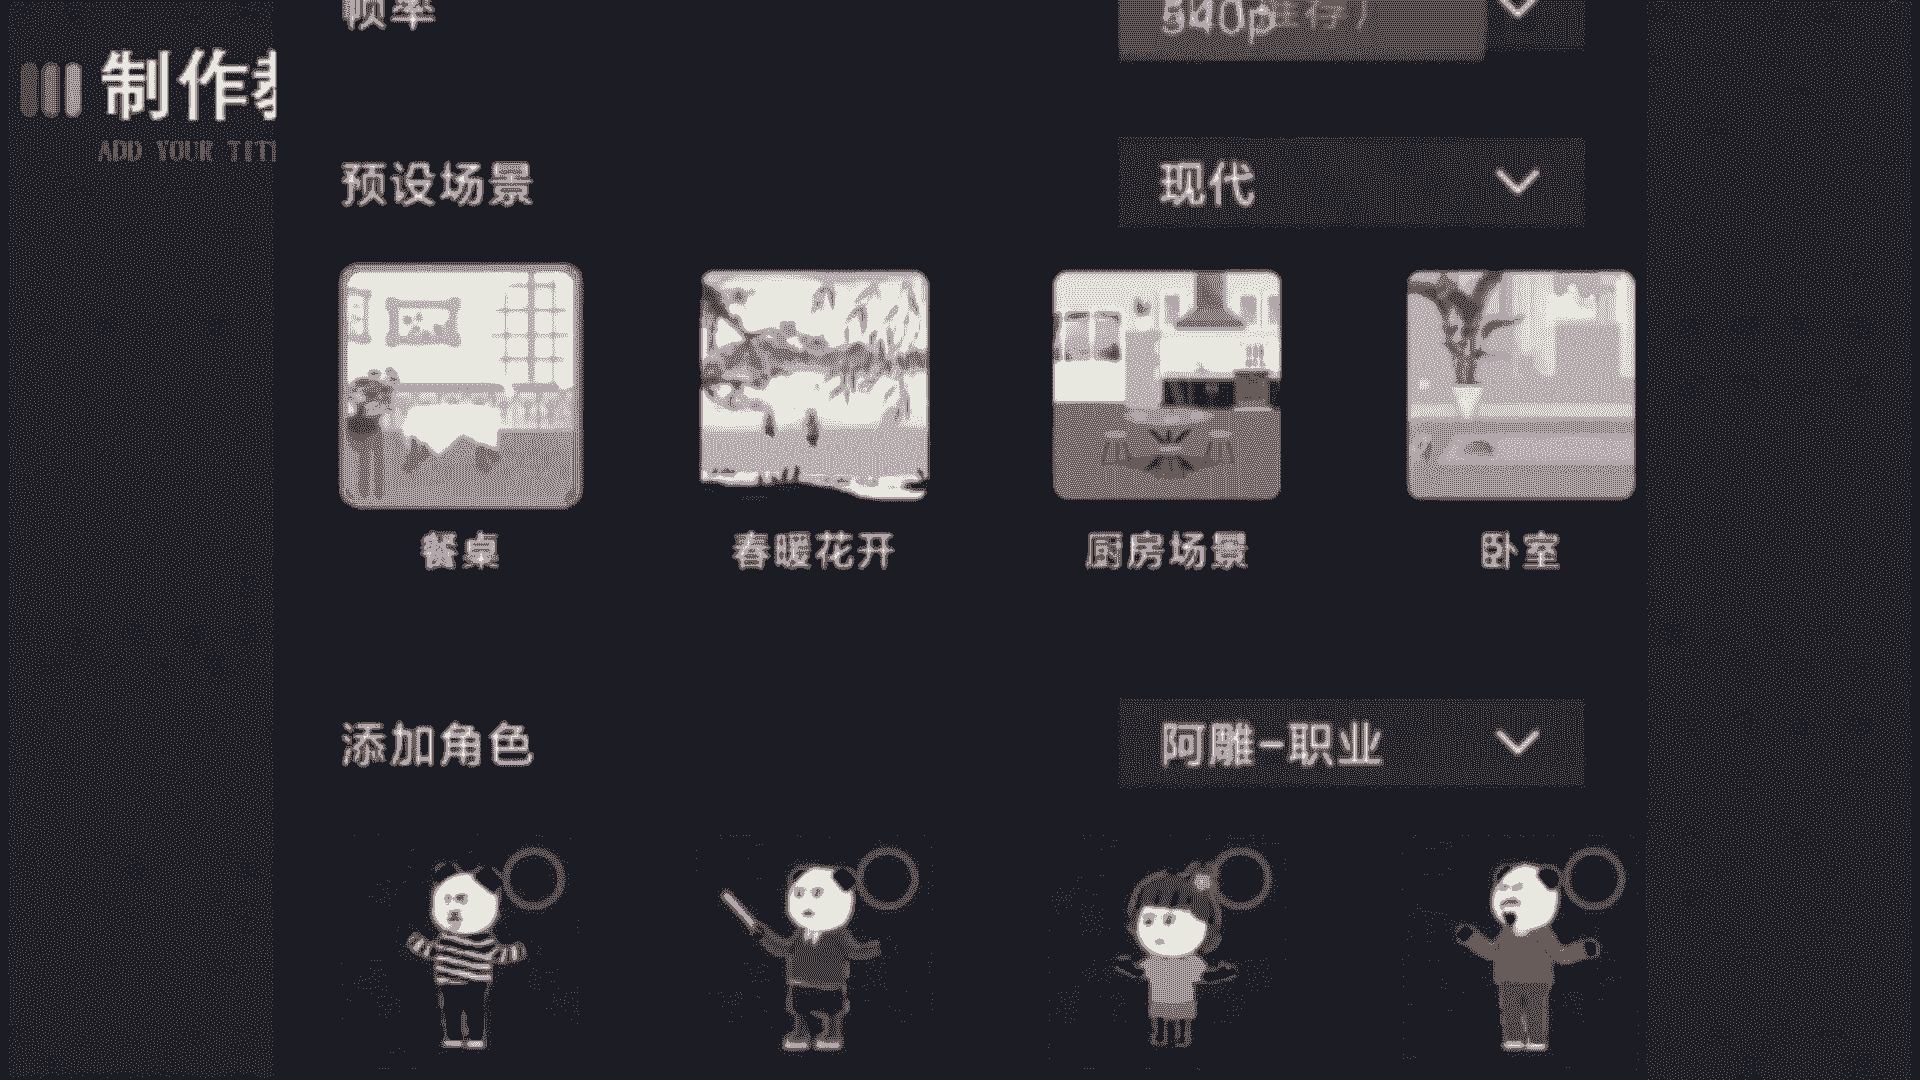 帧率
540p
制作
ADD YOUR TIT
预设场景
现代
餐桌
春暖花开
厨房场景
卧室
添加角色
阿雕-职业